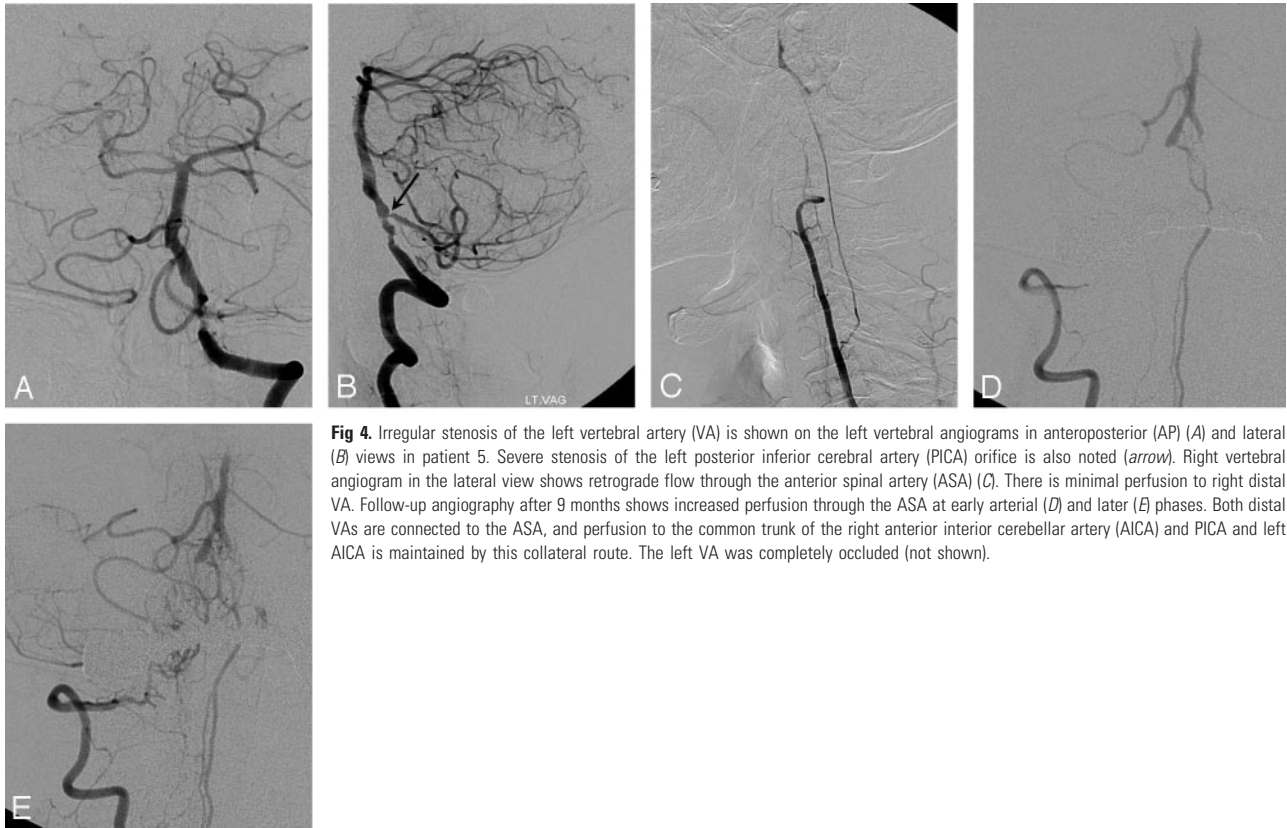 A
B
LT.VAG
C
D
Fig 4. Irregular stenosis of the left vertebral artery (VA) is shown on the left vertebral angiograms in anteroposterior (AP) (A) and lateral
(B) views in patient 5. Severe stenosis of the left posterior inferior cerebral artery (PICA) orifice is also noted (arrow). Right vertebral
angiogram in the lateral view shows retrograde flow through the anterior spinal artery (ASA) (C). There is minimal perfusion to right distal
VA. Follow-up angiography after 9 months shows increased perfusion through the ASA at early arterial (D) and later (E) phases. Both distal
VAs are connected to the ASA, and perfusion to the common trunk of the right anterior interior cerebellar artery (AICA) and PICA and left
AICA is maintained by this collateral route. The left VA was completely occluded (not shown).
E